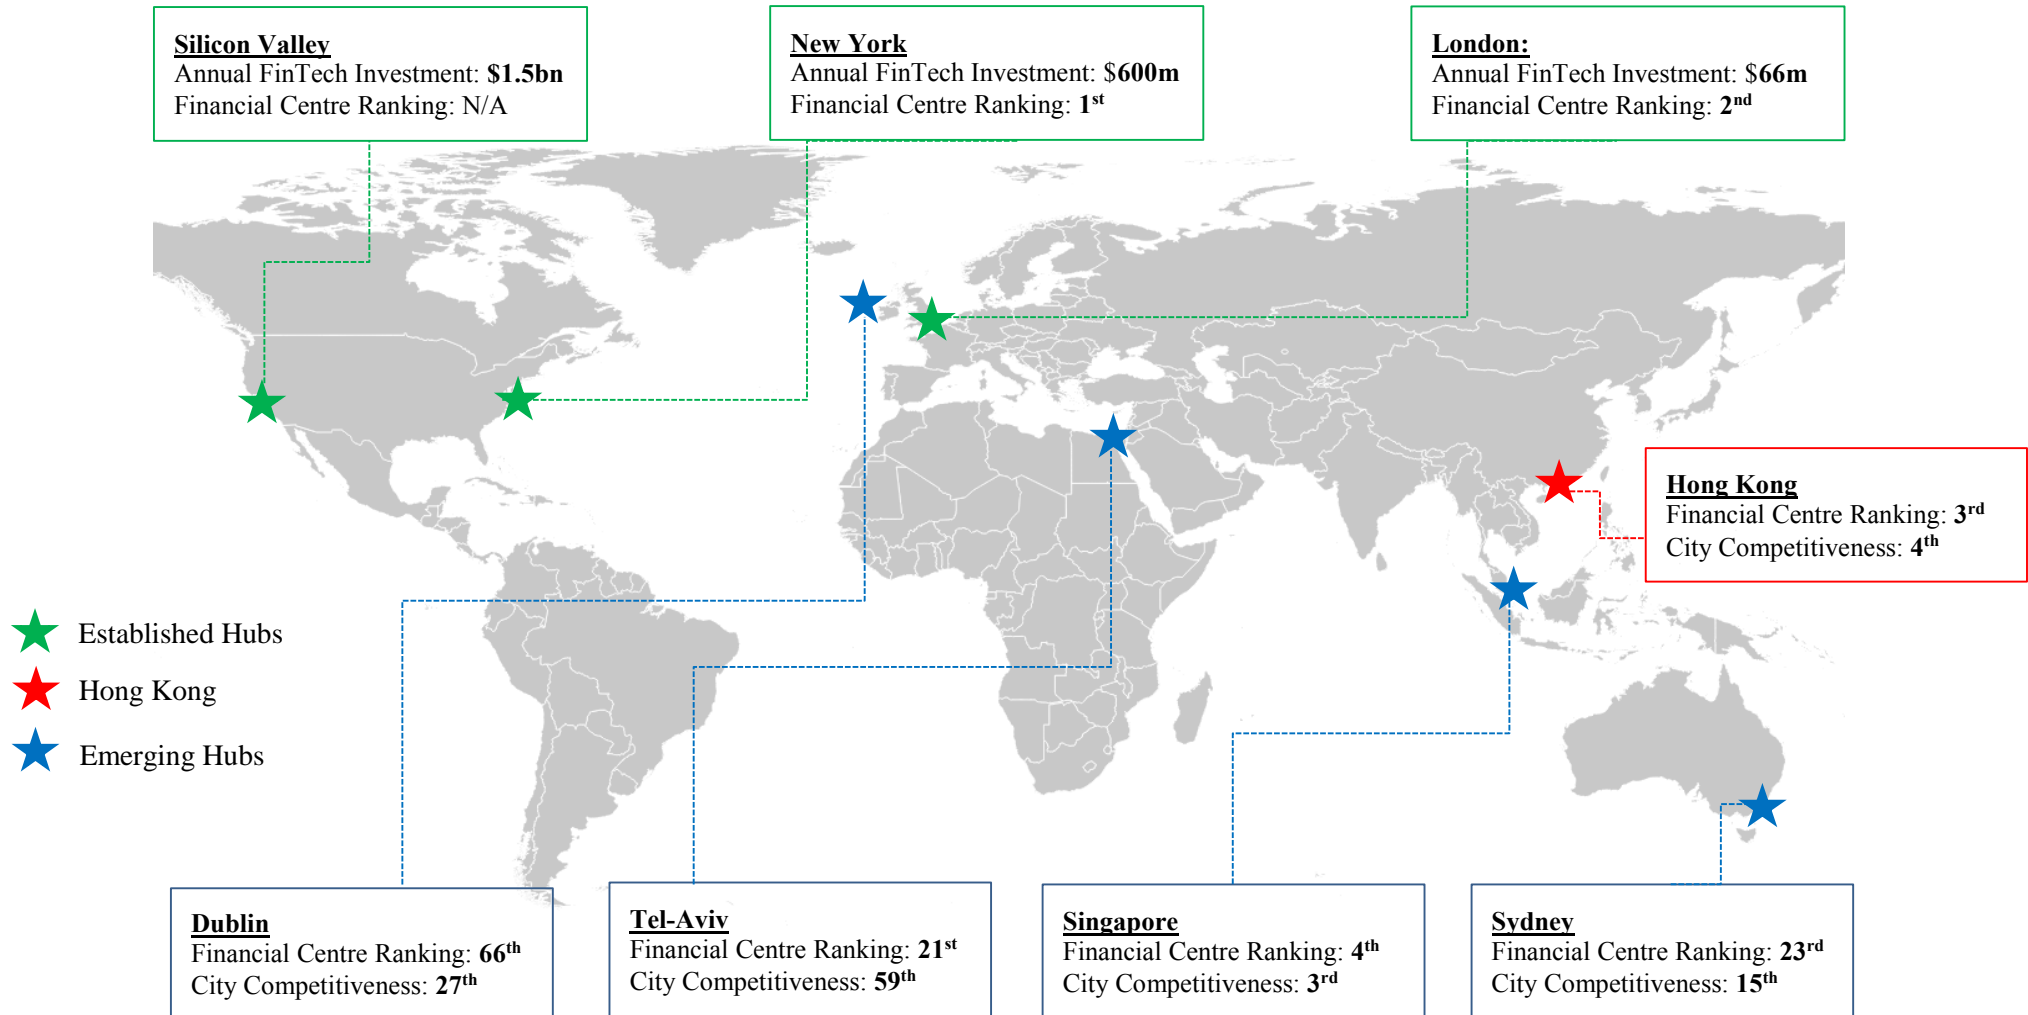 Silicon Valley
Annual FinTech Investment: $1.5bn
Financial Centre Ranking: N/A
New York
Annual FinTech Investment: $600m
Financial Centre Ranking: 1st
London:
Annual FinTech Investment: $66m
Financial Centre Ranking: 2nd
Hong Kong
Financial Centre Ranking: 3rd
City Competitiveness: 4th
Established Hubs
Hong Kong
Emerging Hubs
Dublin
Financial Centre Ranking: 66th
City Competitiveness: 27th
Tel-Aviv
Financial Centre Ranking: 21st
City Competitiveness: 59th
Singapore
Financial Centre Ranking: 4th
City Competitiveness: 3rd
Sydney
Financial Centre Ranking: 23rd
City Competitiveness: 15th